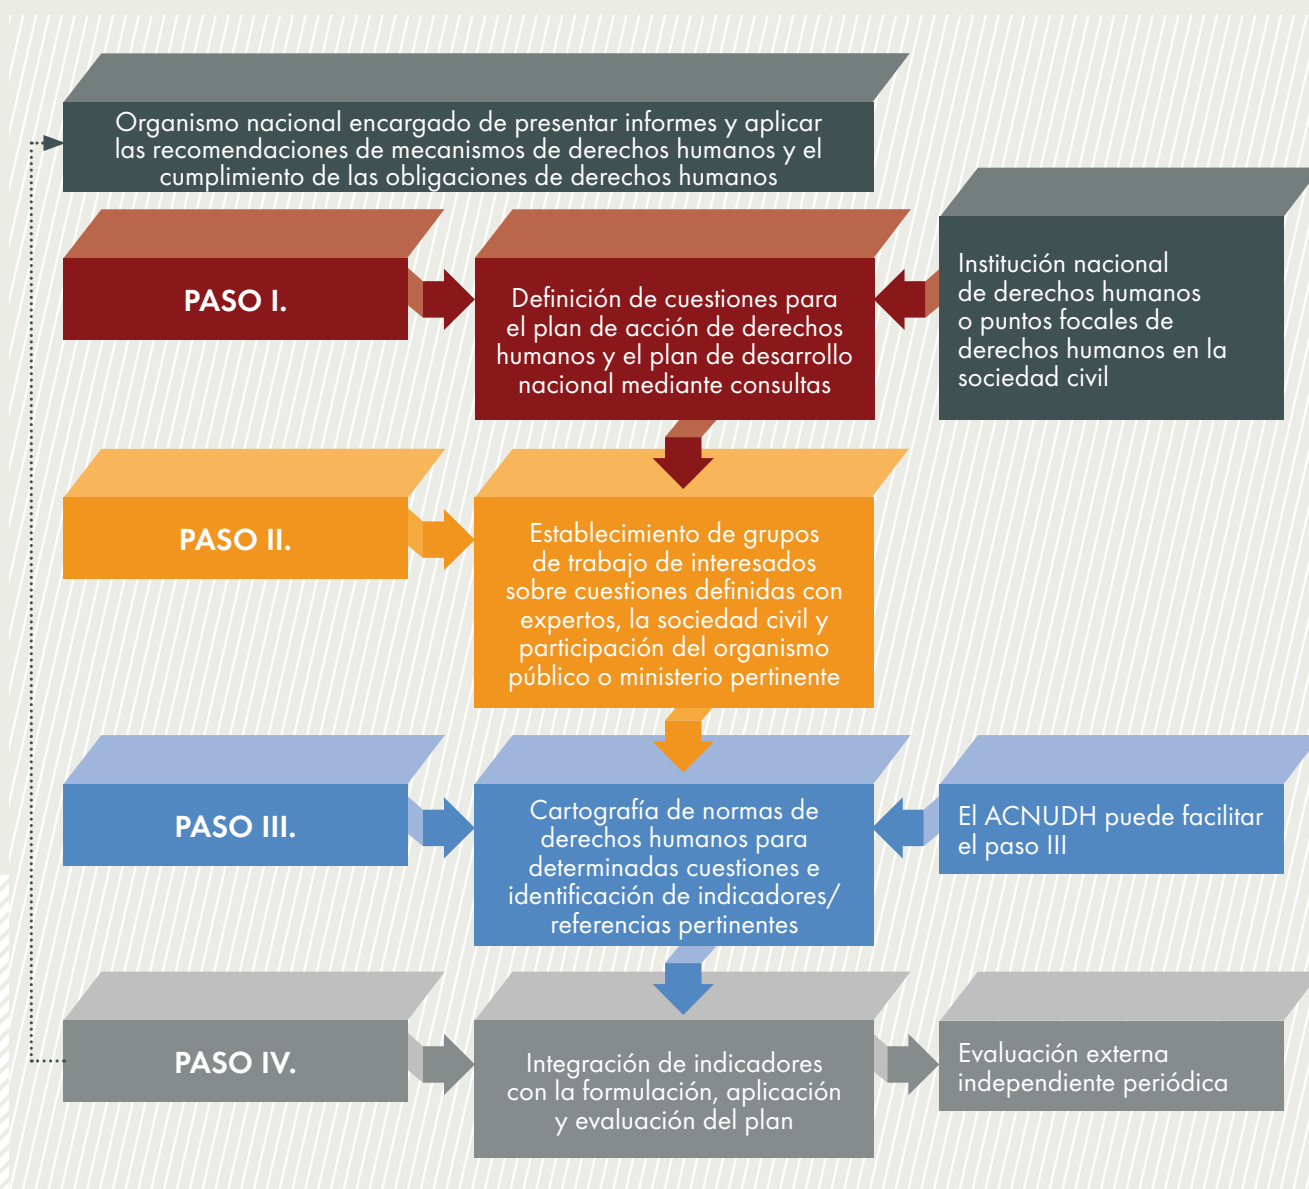 Organismo nacional encargado de presentar informes y aplicar
las recomendaciones de mecanismos de derechos humanos y el
cumplimiento de las obligaciones de derechos humanos
PASO I.
Definición de cuestiones para
el plan de acción de derechos
humanos y el plan de desarrollo
nacional mediante consultas
Institución nacional
de derechos humanos
o puntos focales de
derechos humanos en la
sociedad civil
PASO II.
Establecimiento de grupos
de trabajo de interesados
sobre cuestiones definidas con
expertos, la sociedad civil y
participación del organismo
público o ministerio pertinente
PASO III.
Cartografía de normas de
derechos humanos para
determinadas cuestiones e
identificación de indicadores/
referencias pertinentes
El ACNUDH puede facilitar
el paso III
PASO IV.
Integración de indicadores
con la formulación, aplicación
y evaluación del plan
Evaluación externa
independiente periódica